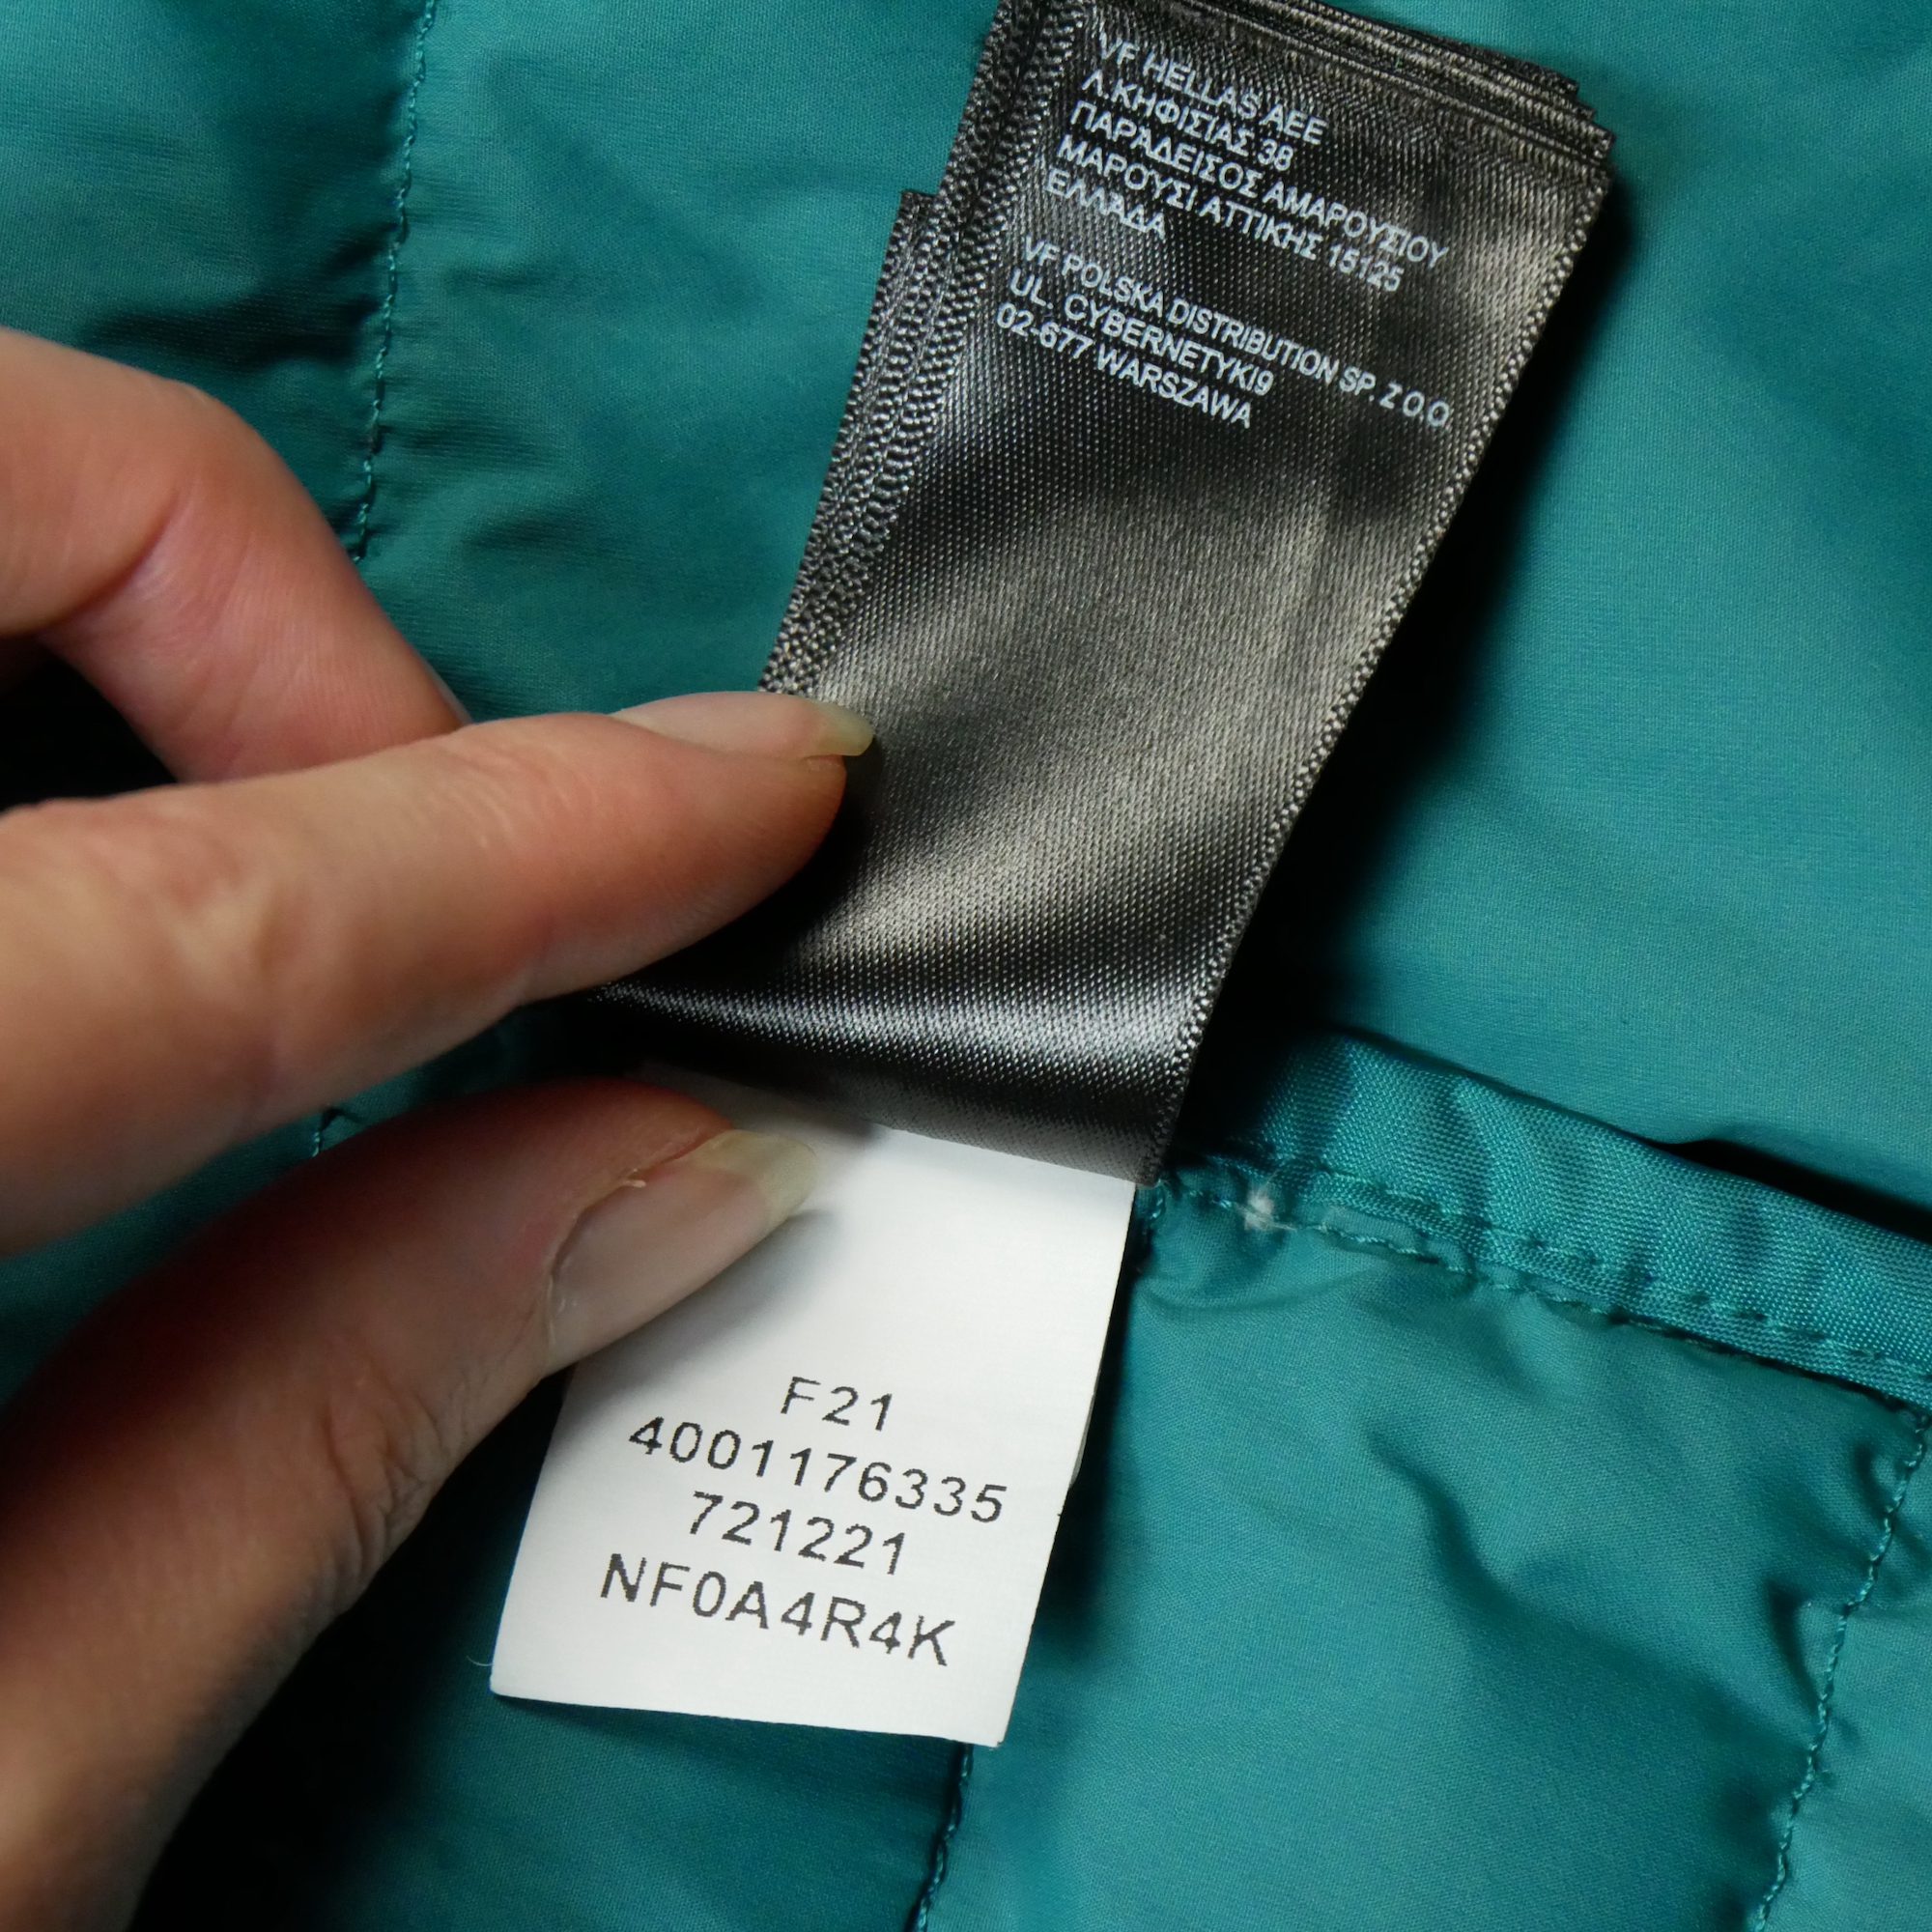 VF HELLAS AEE
Λ.ΚΗΦΙΣΙΑΣ 38
ΠΑΡΑΔΕΙΣΟΣ ΑΜΑΡΟΥΣΙΟΥ
ΜΑΡΟΥΣΙ ΑΤΤΙΚΗΣ 15125
ΕΛΛΑΔΑ
VF POLSKA DISTRIBUTION SP. Z O.O
UL. CYBERNETYKI9
02-677 WARSZAWA
F21
4001176335
721221
NF0A4R4K